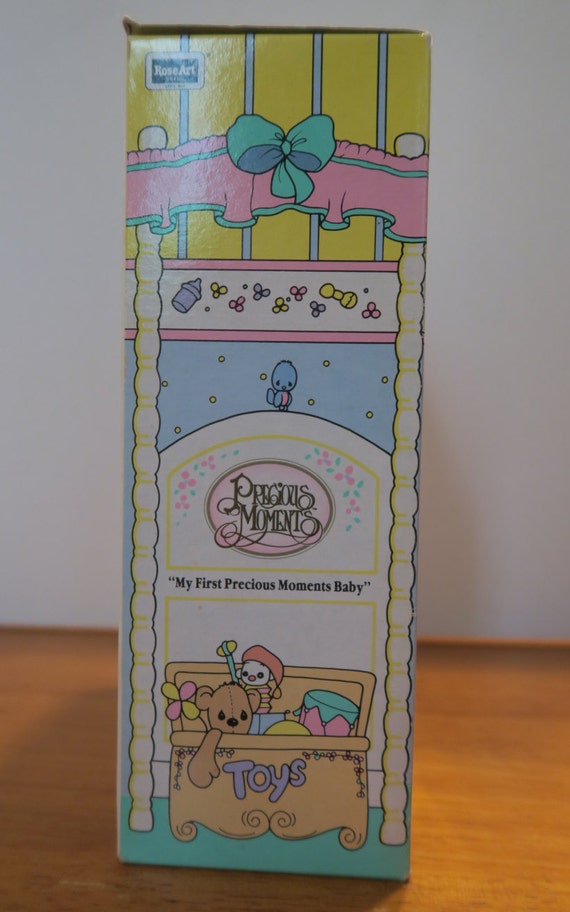 RoseArt
PRECIOUS
MOMENTS
"My First Precious Moments Baby"
TOYS